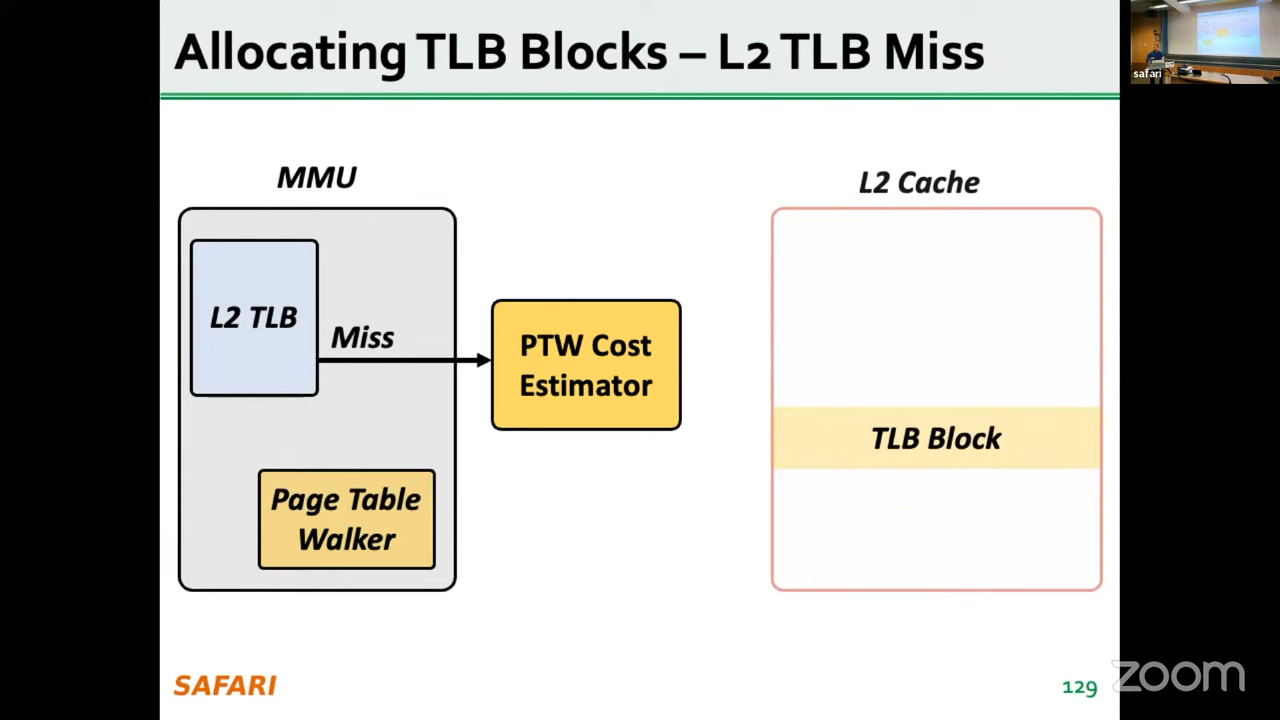 Allocating TLB Blocks – L2 TLB Miss
safari
MMU
L2 Cache
L2 TLB
Miss
PTW Cost
Estimator
TLB Block
Page Table
Walker
SAFARI
129
zoom